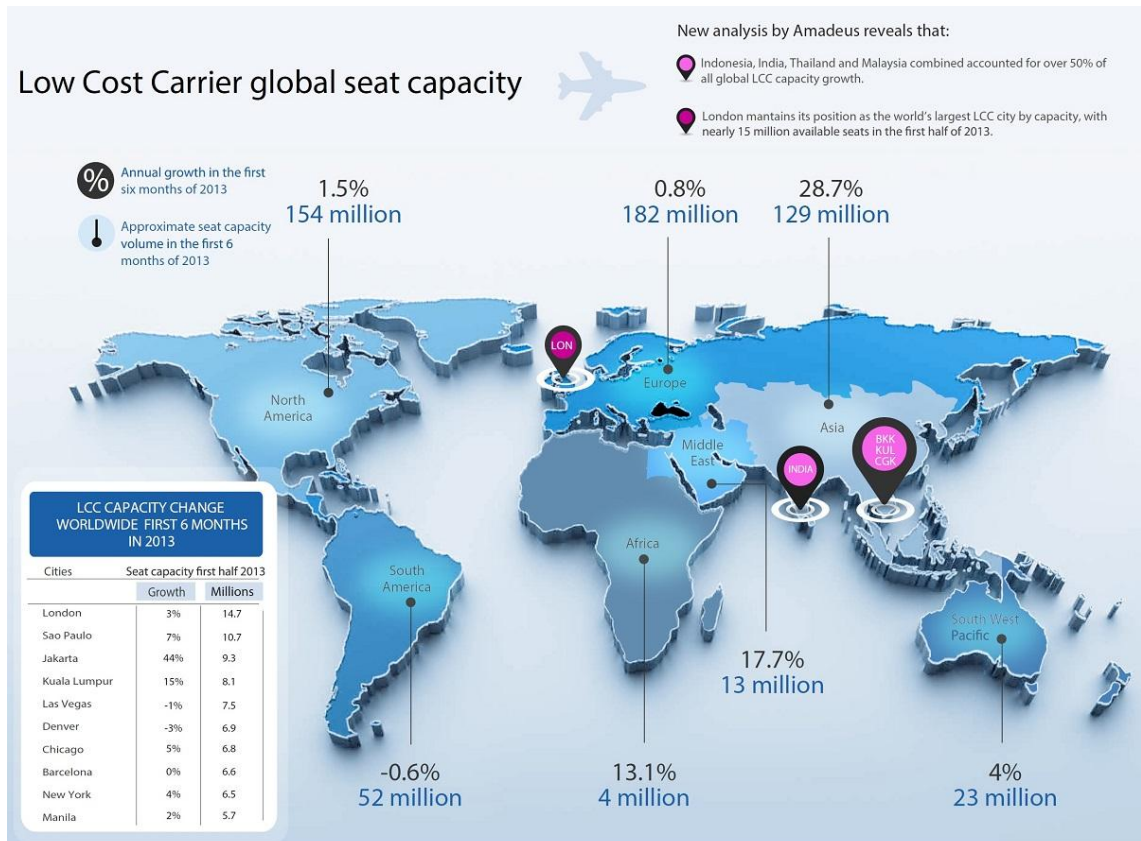 Low Cost Carrier global seat capacity
New analysis by Amadeus reveals that:
Indonesia, India, Thailand and Malaysia combined accounted for over 50% of
all global LCC capacity growth.
London mantains its position as the world's largest LCC city by capacity, with
nearly 15 million available seats in the first half of 2013.
%
Annual growth in the first
six months of 2013
Approximate seat capacity
volume in the first 6
months of 2013
1.5%
154 million
0.8%
182 million
28.7%
129 million
LON
Europe
North
America
Asia
Middle
East
INDIA
BKK
KUL
CGK
Africa
South
America
South West
Pacific
17.7%
13 million
-0.6%
52 million
13.1%
4 million
4%
23 million
LCC CAPACITY CHANGE
WORLDWIDE FIRST 6 MONTHS
IN 2013
Cities Seat capacity first half 2013
Growth Millions
London 3% 14.7
Sao Paulo 7% 10.7
Jakarta 44% 9.3
Kuala Lumpur 15% 8.1
Las Vegas -1% 7.5
Denver -3% 6.9
Chicago 5% 6.8
Barcelona 0% 6.6
New York 4% 6.5
Manila 2% 5.7